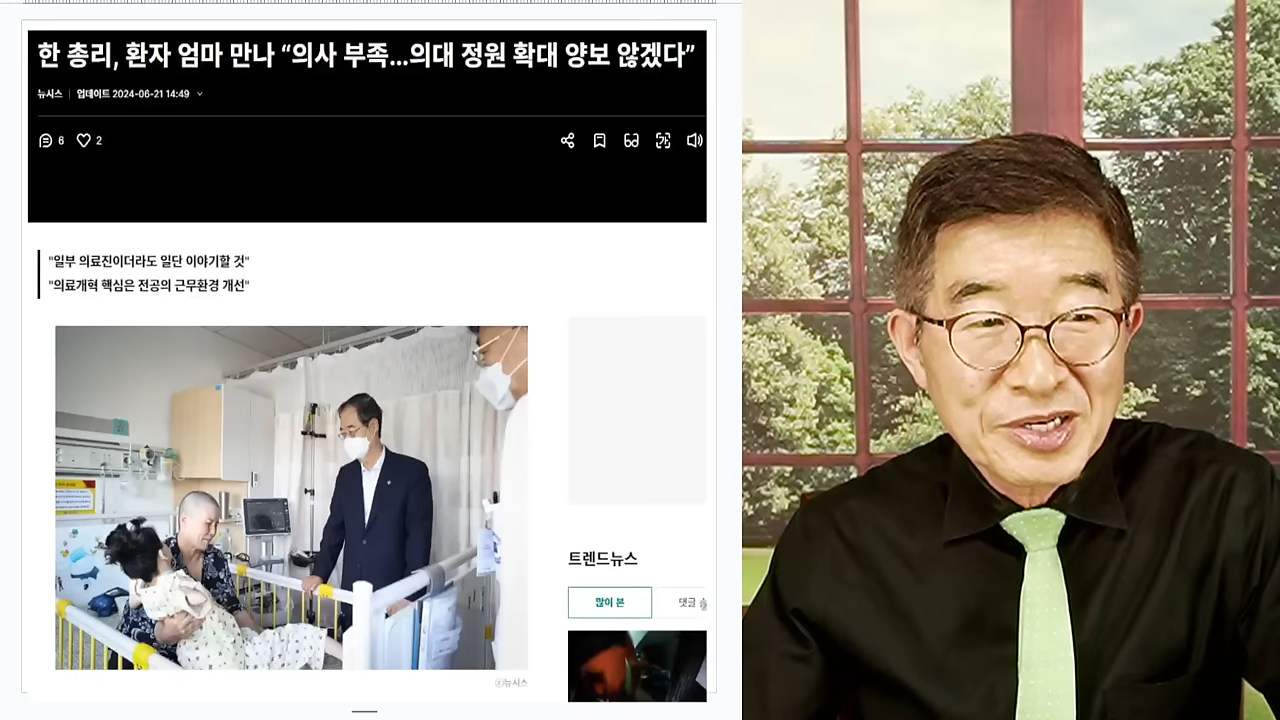 한 총리, 환자 엄마 만나 “의사 부족...의대 정원 확대 양보 않겠다”
뉴시스 | 업데이트 2024-06-21 14:49
6 2
"일부 의료진이더라도 일단 이야기할 것"
"의료개혁 핵심은 전공의 근무환경 개선"
ⓒ뉴시스
트렌드뉴스
많이 본 댓글